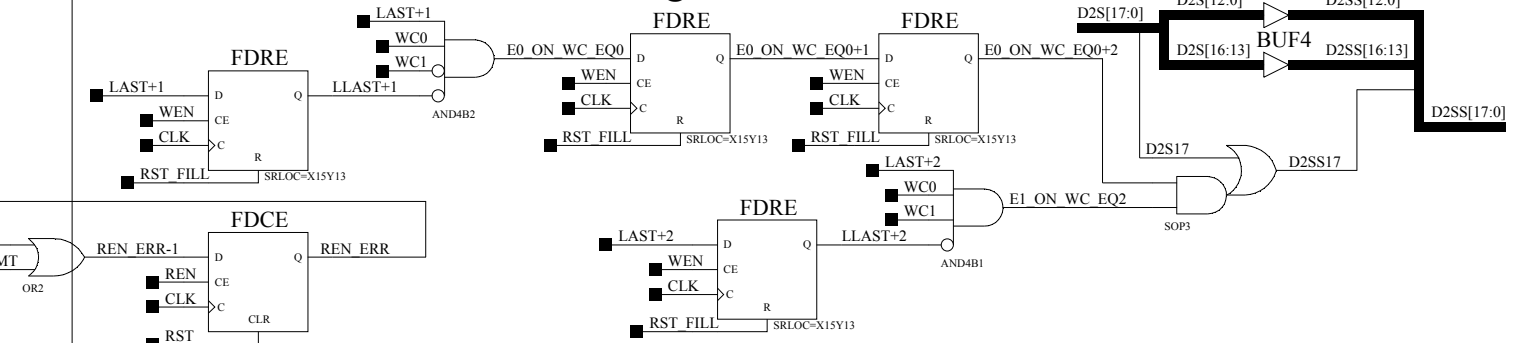 LAST+1
WC0
WC1
E0_ON_WC_EQ0
AND4B2
FDRE
LAST+1
D
Q
LLAST+1
WEN
CE
CLK
C
R
RST_FILL
SRLOC=X15Y13
FDRE
D
Q
E0_ON_WC_EQ0+1
WEN
CE
CLK
C
R
RST_FILL
SRLOC=X15Y13
FDRE
D
Q
E0_ON_WC_EQ0+2
WEN
CE
CLK
C
R
RST_FILL
SRLOC=X15Y13
D2S[17:0]
D2S[12:0]
D2SS[12:0]
BUF4
D2S[16:13]
D2SS[16:13]
D2SS[17:0]
D2S17
D2SS17
SOP3
LAST+2
WC0
WC1
E1_ON_WC_EQ2
AND4B1
FDRE
LAST+2
D
Q
LLAST+2
WEN
CE
CLK
C
R
RST_FILL
SRLOC=X15Y13
MT
OR2
REN_ERR-1
FDCE
D
Q
REN_ERR
REN
CE
CLK
C
CLR
RST